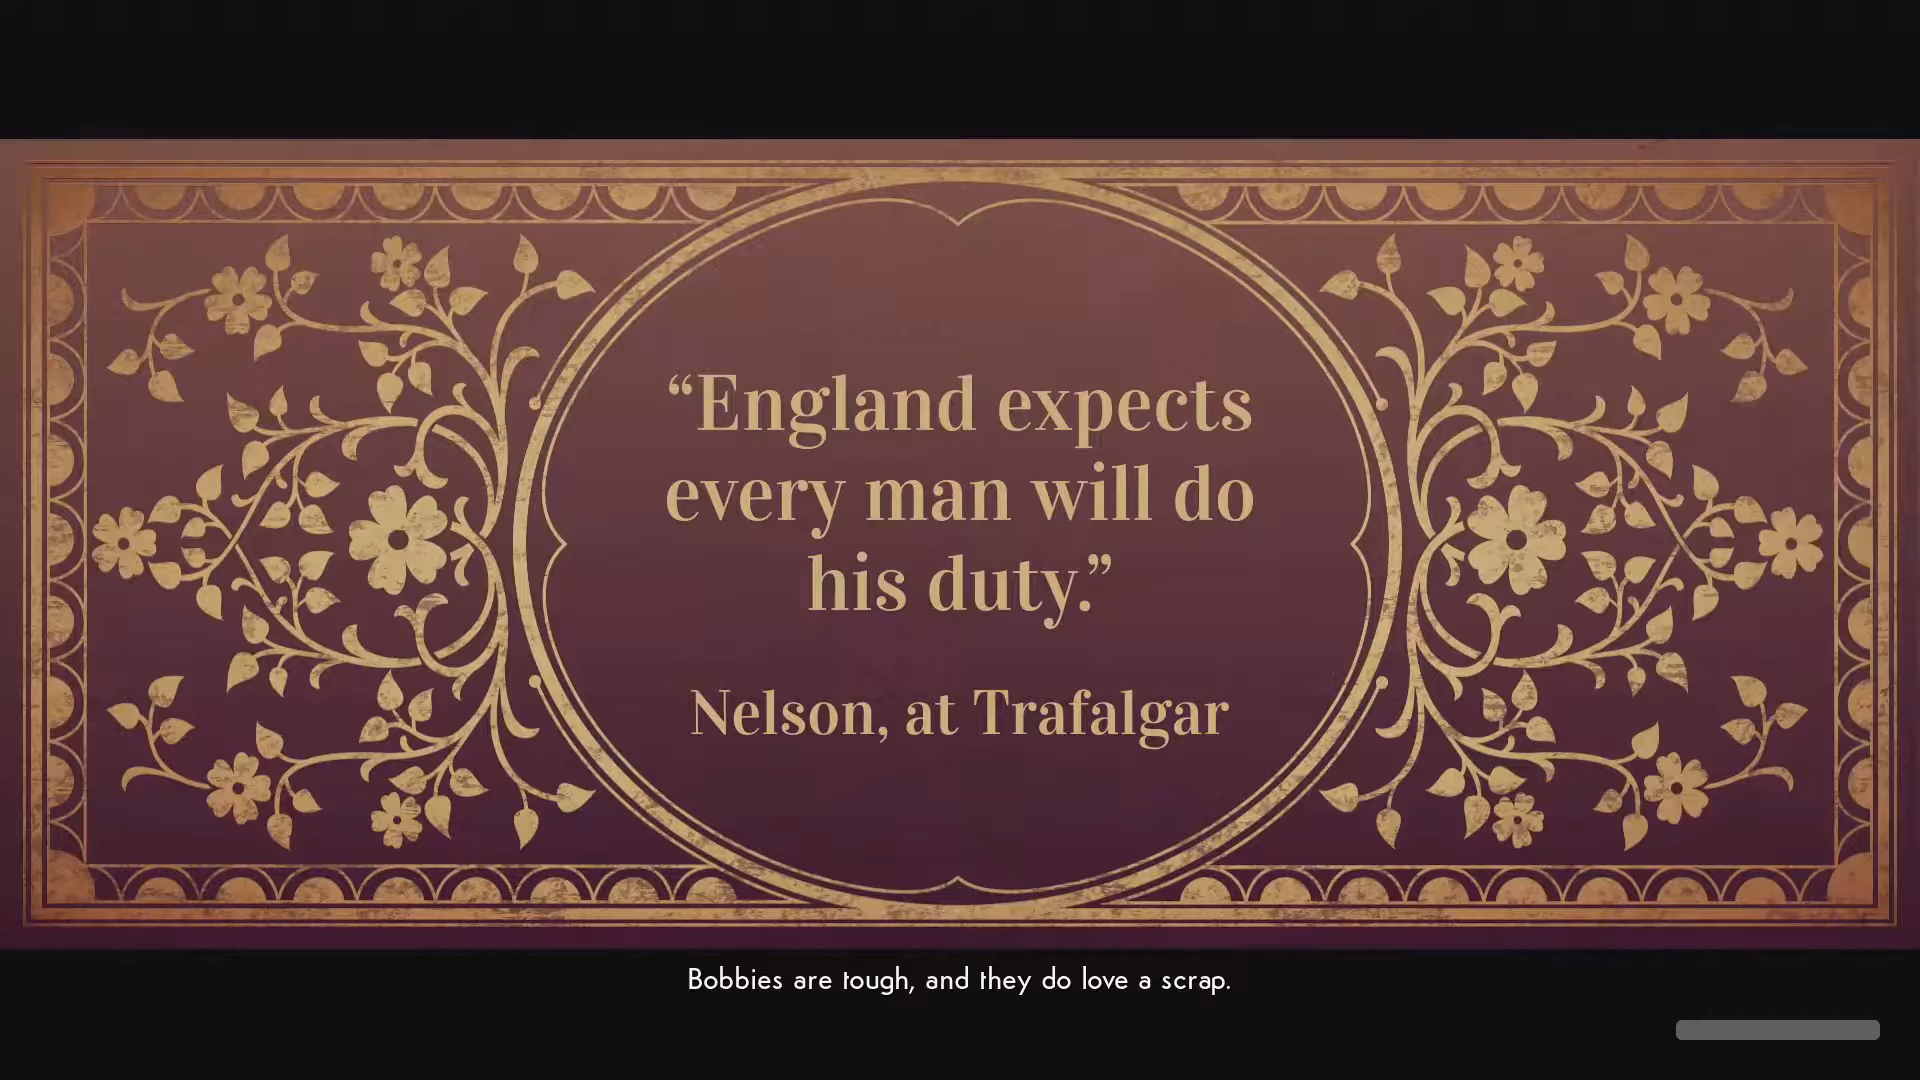 “England expects
every man will do
his duty.”
Nelson, at Trafalgar
Bobbies are tough, and they do love a scrap.